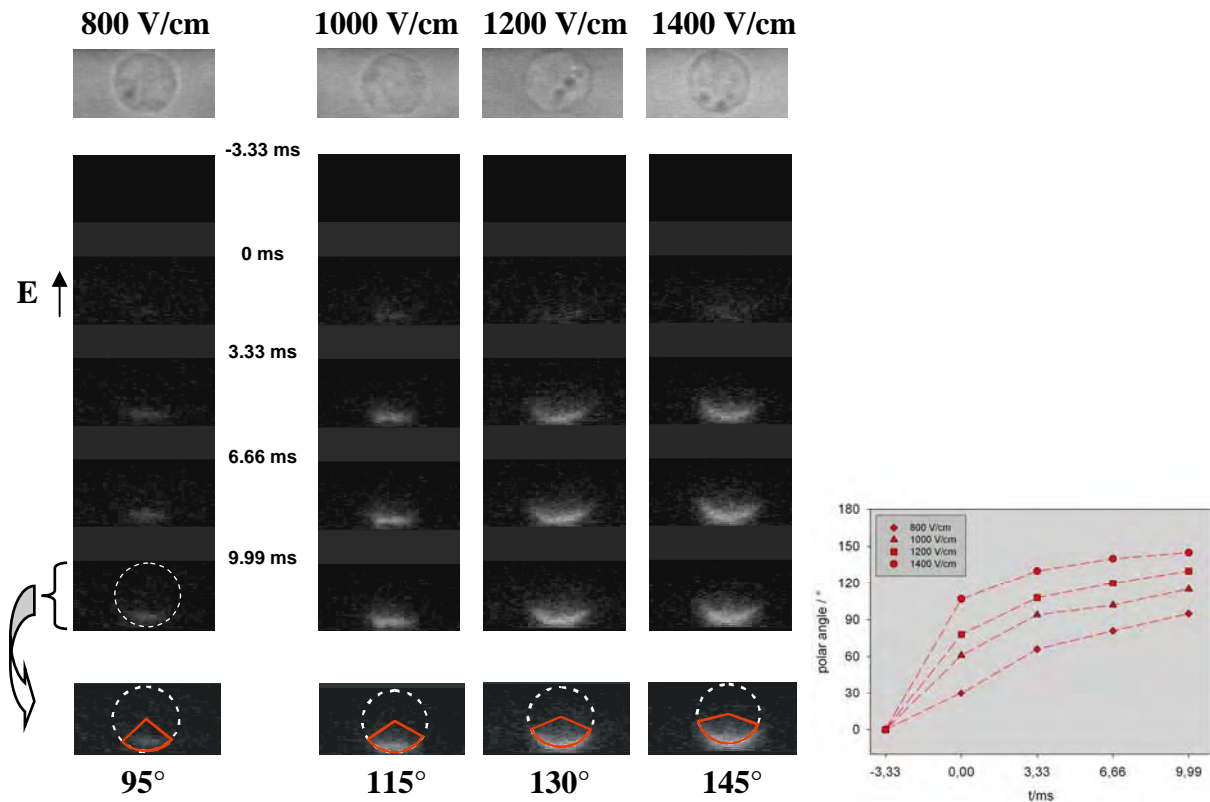 800 V/cm 1000 V/cm 1200 V/cm 1400 V/cm
-3.33 ms
0 ms
E
3.33 ms
6.66 ms
9.99 ms
95° 115° 130° 145°
180
150
120
90
60
30
0
polar angle / °
800 V/cm
1000 V/cm
1200 V/cm
1400 V/cm
-3,33 0,00 3,33 6,66 9,99
t/ms